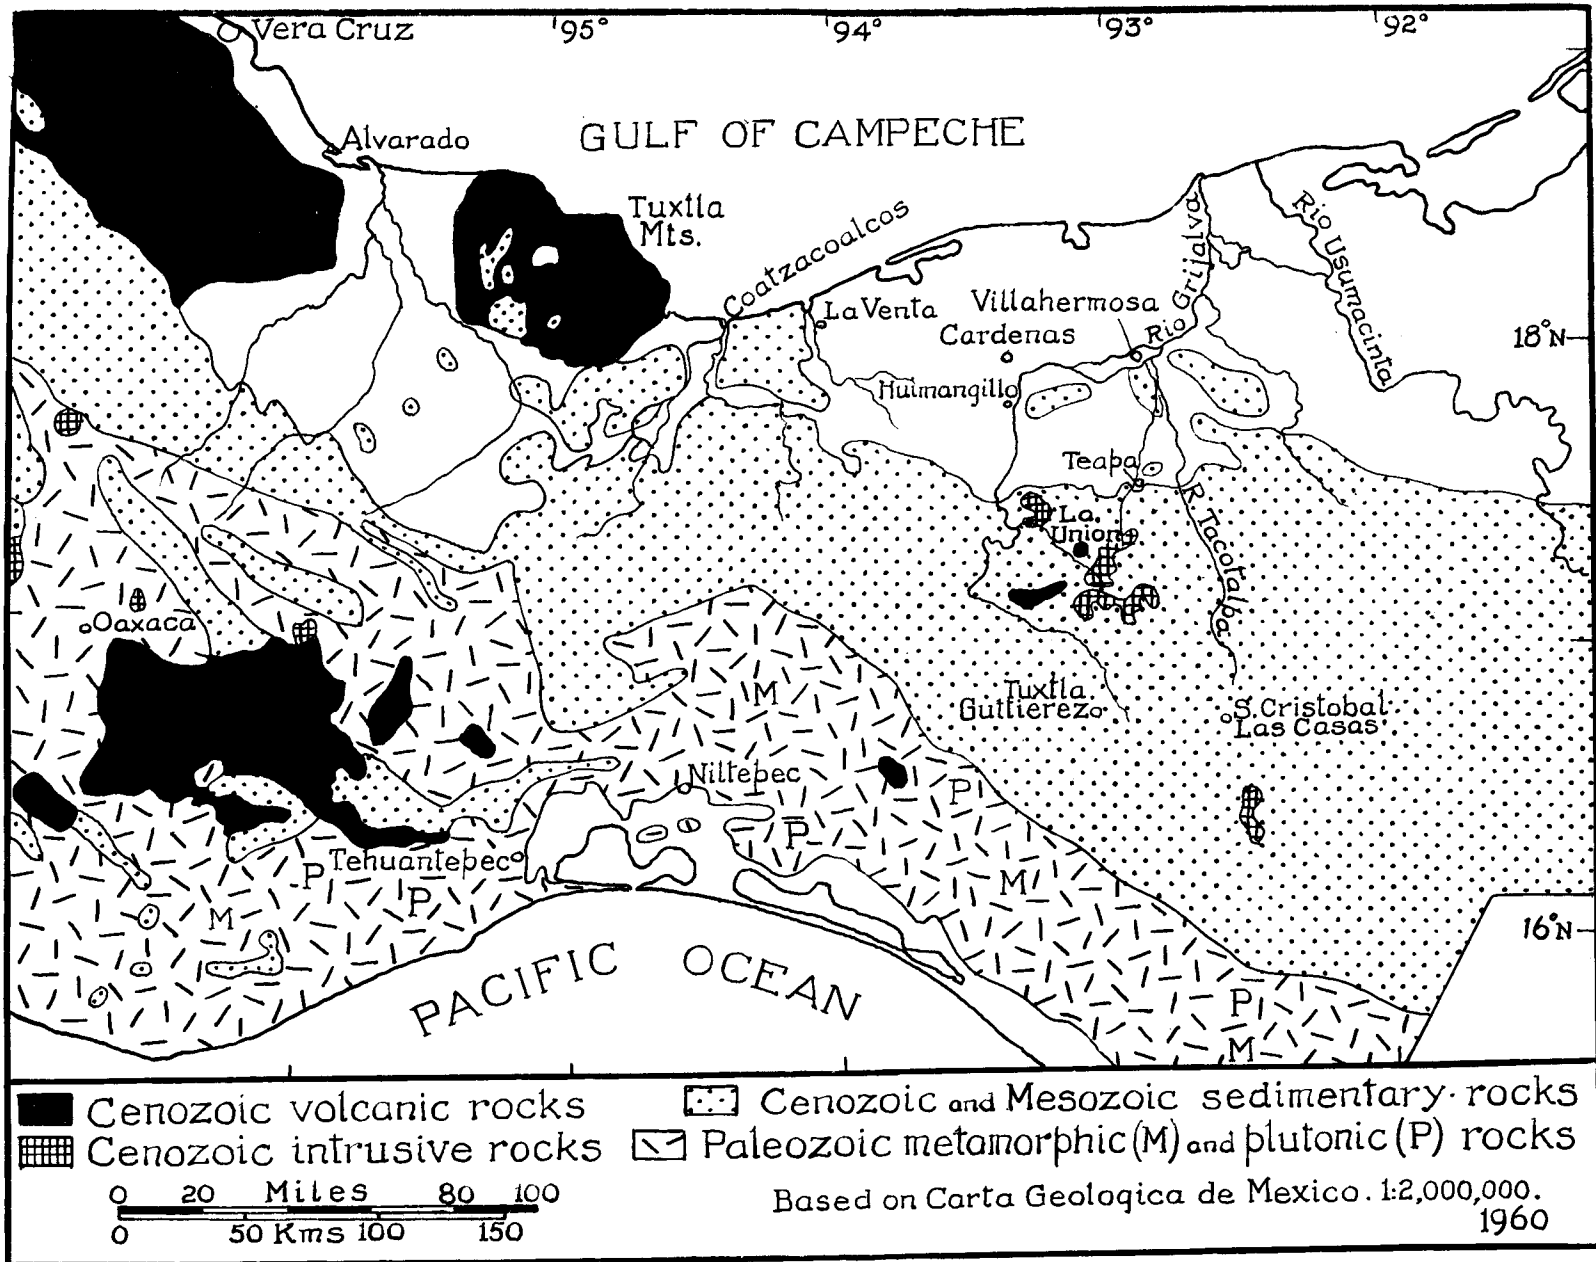 Vera Cruz
95°
94°
93°
92°
Alvarado
GULF OF CAMPECHE
Tuxtla
Mts.
Coatzacoalcos
La Venta
Villahermosa
Cardenas
Rio Grijalva
Rio Usumacinta
18°N
Huimangillo
Teapa
La
Union
R. Tacotalpa
Oaxaca
Tuxtla
Guttierez
S. Cristobal
Las Casas
M
Niltepec
P
P
Tehuantepec
P
P
M
M
16°N
PACIFIC OCEAN
P
M
Cenozoic volcanic rocks
Cenozoic and Mesozoic sedimentary rocks
Cenozoic intrusive rocks
Paleozoic metamorphic (M) and plutonic (P) rocks
0 20 Miles 80 100
0 50 Kms 100 150
Based on Carta Geologica de Mexico. 1:2,000,000.
1960